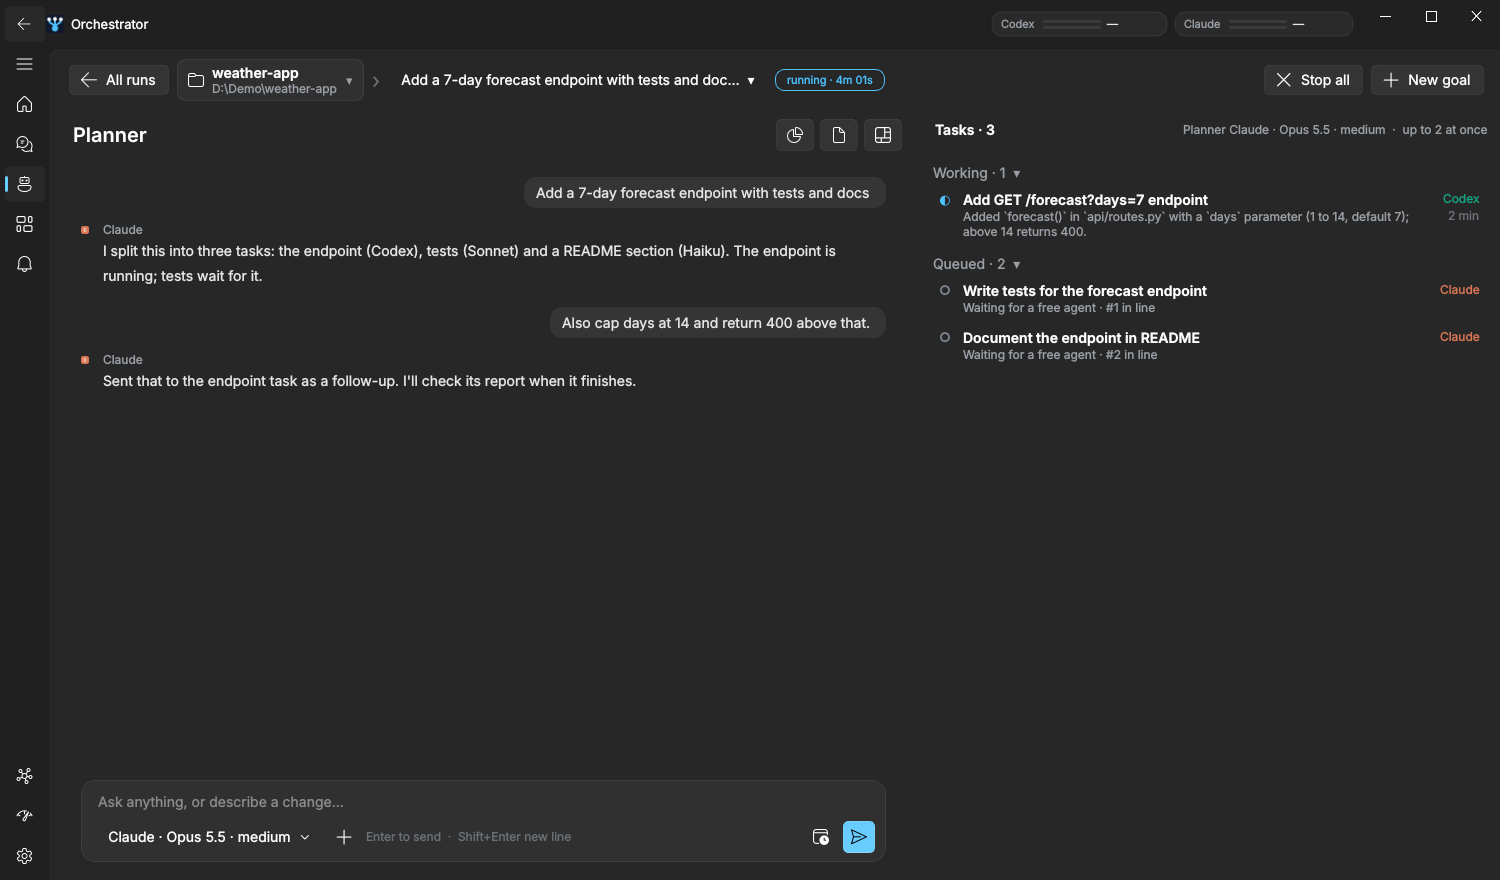 Orchestrator
Codex —
Claude —
All runs
weather-app
D:\Demo\weather-app
Add a 7-day forecast endpoint with tests and doc...
running · 4m 01s
Stop all
New goal
Planner
Add a 7-day forecast endpoint with tests and docs
Claude
I split this into three tasks: the endpoint (Codex), tests (Sonnet) and a README section (Haiku). The endpoint is
running; tests wait for it.
Also cap days at 14 and return 400 above that.
Claude
Sent that to the endpoint task as a follow-up. I'll check its report when it finishes.
Ask anything, or describe a change...
Claude · Opus 5.5 · medium
Enter to send · Shift+Enter new line
Tasks · 3
Planner Claude · Opus 5.5 · medium · up to 2 at once
Working · 1
Add GET /forecast?days=7 endpoint
Codex
Added `forecast()` in `api/routes.py` with a `days` parameter (1 to 14, default 7);
2 min
above 14 returns 400.
Queued · 2
Write tests for the forecast endpoint
Claude
Waiting for a free agent · #1 in line
Document the endpoint in README
Claude
Waiting for a free agent · #2 in line